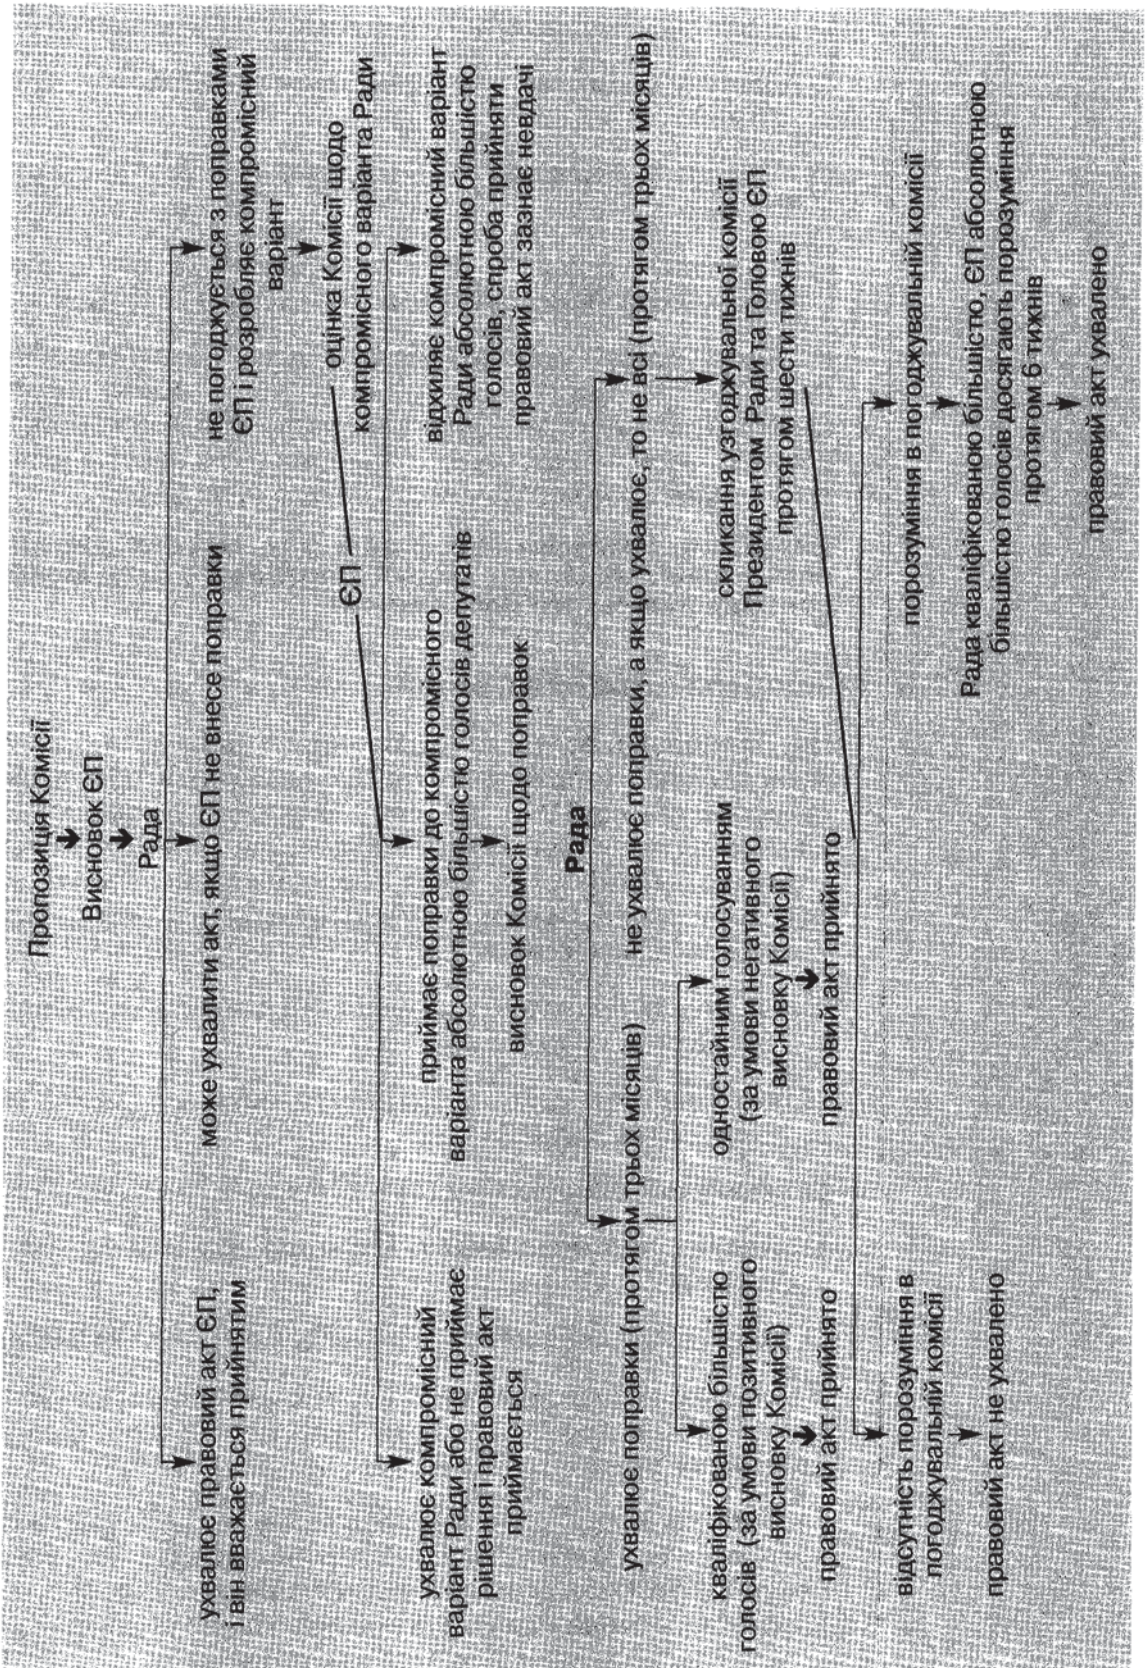 Пропозиція Комісії
Висновок ЄП
Рада
ухвалює правовий акт ЄП,
і він вважається прийнятим
може ухвалити акт, якщо ЄП не внесе поправки
не погоджується з поправками
ЄП і розробляє компромісний
варіант
оцінка Комісії щодо
компромісного варіанта Ради
ЄП
ухвалює компромісний
варіант Ради або не приймає
рішення і правовий акт
приймається
приймає поправки до компромісного
варіанта абсолютною більшістю голосів депутатів
висновок Комісії щодо поправок
відхиляє компромісний варіант
Ради абсолютною більшістю
голосів, спроба прийняти
правовий акт зазнає невдачі
Рада
ухвалює поправки (протягом трьох місяців)
не ухвалює поправки, а якщо ухвалює, то не всі (протягом трьох місяців)
кваліфікованою більшістю
голосів (за умови позитивного
висновку Комісії)
правовий акт прийнято
одностайним голосуванням
(за умови негативного
висновку Комісії)
правовий акт прийнято
скликання узгоджувальної комісії
Президентом Ради та Головою ЄП
протягом шести тижнів
відсутність порозуміння в
погоджувальній комісії
правовий акт не ухвалено
порозуміння в погоджувальній комісії
Рада кваліфікованою більшістю, ЄП абсолютною
більшістю голосів досягають порозуміння
протягом 6 тижнів
правовий акт ухвалено